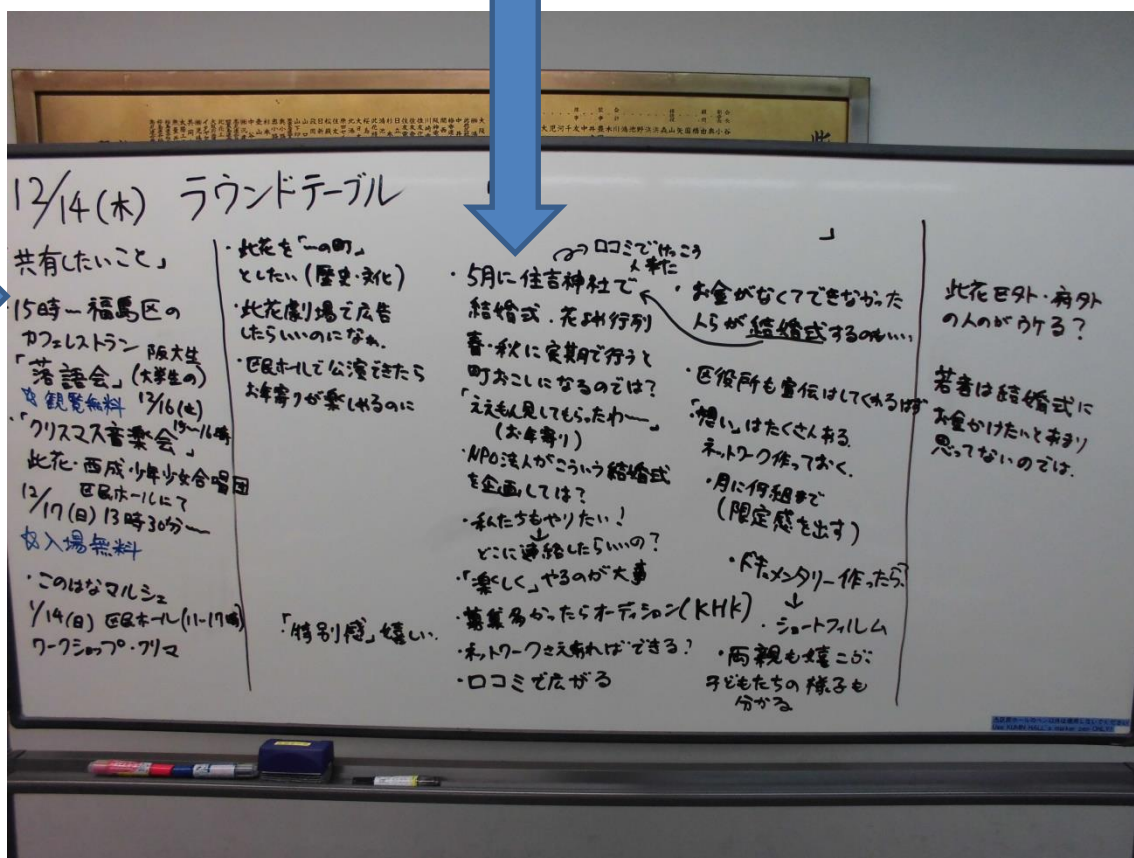 12/14(木) ラウンドテーブル
共有したいこと」
15時〜福島区の
カフェレストラン 阪大生
「落語会」(大学生の)
☆観覧無料 12/16(土)
・「クリスマス音楽会」15〜16時
此花・西成少年少女合唱団
12/17(日) 区民ホールにて
13時30分〜
☆入場無料
・このはなマルシェ
1/14(日) 区民ホール(11-17時)
ワークショップ・フリマ
・此花を「一の町」
としたい(歴史・文化)
・此花劇場で広告
したらいいのになぁ.
・区民ホールで公演できたら
お年寄りが楽しめるのに
「特別感」嬉しい.
口コミでけっこう
人来た
・5月に住吉神社で
結婚式.花よめ行列
春・秋に定期で行うと
町おこしになるのでは?
「ええもん見してもらったわ〜」
(お年寄り)
・NPO法人がこういう結婚式
を企画しては?
・私たちもやりたい!
↓
どこに連絡したらいいの?
・「楽しく」やるのが大事
・募集多かったらオーディション(KHK)
・ネットワークさえあればできる?
・口コミで広がる
」
・お金がなくてできなかった
人らが結婚式するのもいい…
・区役所も宣伝はしてくれるはず
・「想い」はたくさんある.
ネットワーク作っておく.
・月に何組まで
(限定感を出す)
・ドキュメンタリー作ったら?
↓
・ショートフィルム
・両親も喜こぶ:
子どもたちの様子も
分かる
此花区外・府外
の人のがウケる?
若者は結婚式に
お金かけたいとあまり
思ってないのでは.